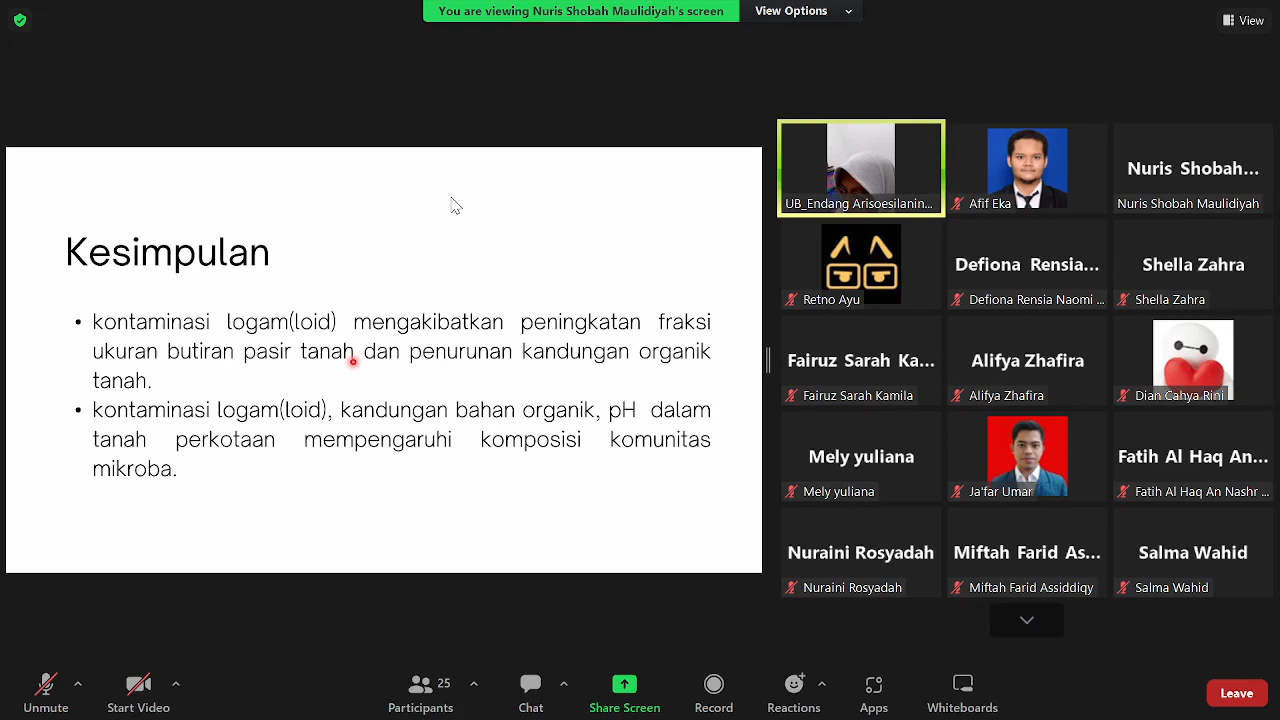 You are viewing Nuris Shobah Maulidiyah's screen
View Options
View
Kesimpulan
• kontaminasi logam(loid) mengakibatkan peningkatan fraksi
ukuran butiran pasir tanah dan penurunan kandungan organik
tanah.
• kontaminasi logam(loid), kandungan bahan organik, pH dalam
tanah perkotaan mempengaruhi komposisi komunitas
mikroba.
UB_Endang Arisoesilanin...
Afif Eka
Nuris Shobah...
Nuris Shobah Maulidiyah
Retno Ayu
Defiona Rensia...
Defiona Rensia Naomi ...
Shella Zahra
Shella Zahra
Fairuz Sarah Ka...
Fairuz Sarah Kamila
Alifya Zhafira
Alifya Zhafira
Dian Cahya Rini
Mely yuliana
Mely yuliana
Ja'far Umar
Fatih Al Haq An...
Fatih Al Haq An Nashr ...
Nuraini Rosyadah
Nuraini Rosyadah
Miftah Farid As...
Miftah Farid Assiddiqy
Salma Wahid
Salma Wahid
Unmute
Start Video
25
Participants
Chat
Share Screen
Record
Reactions
Apps
Whiteboards
Leave